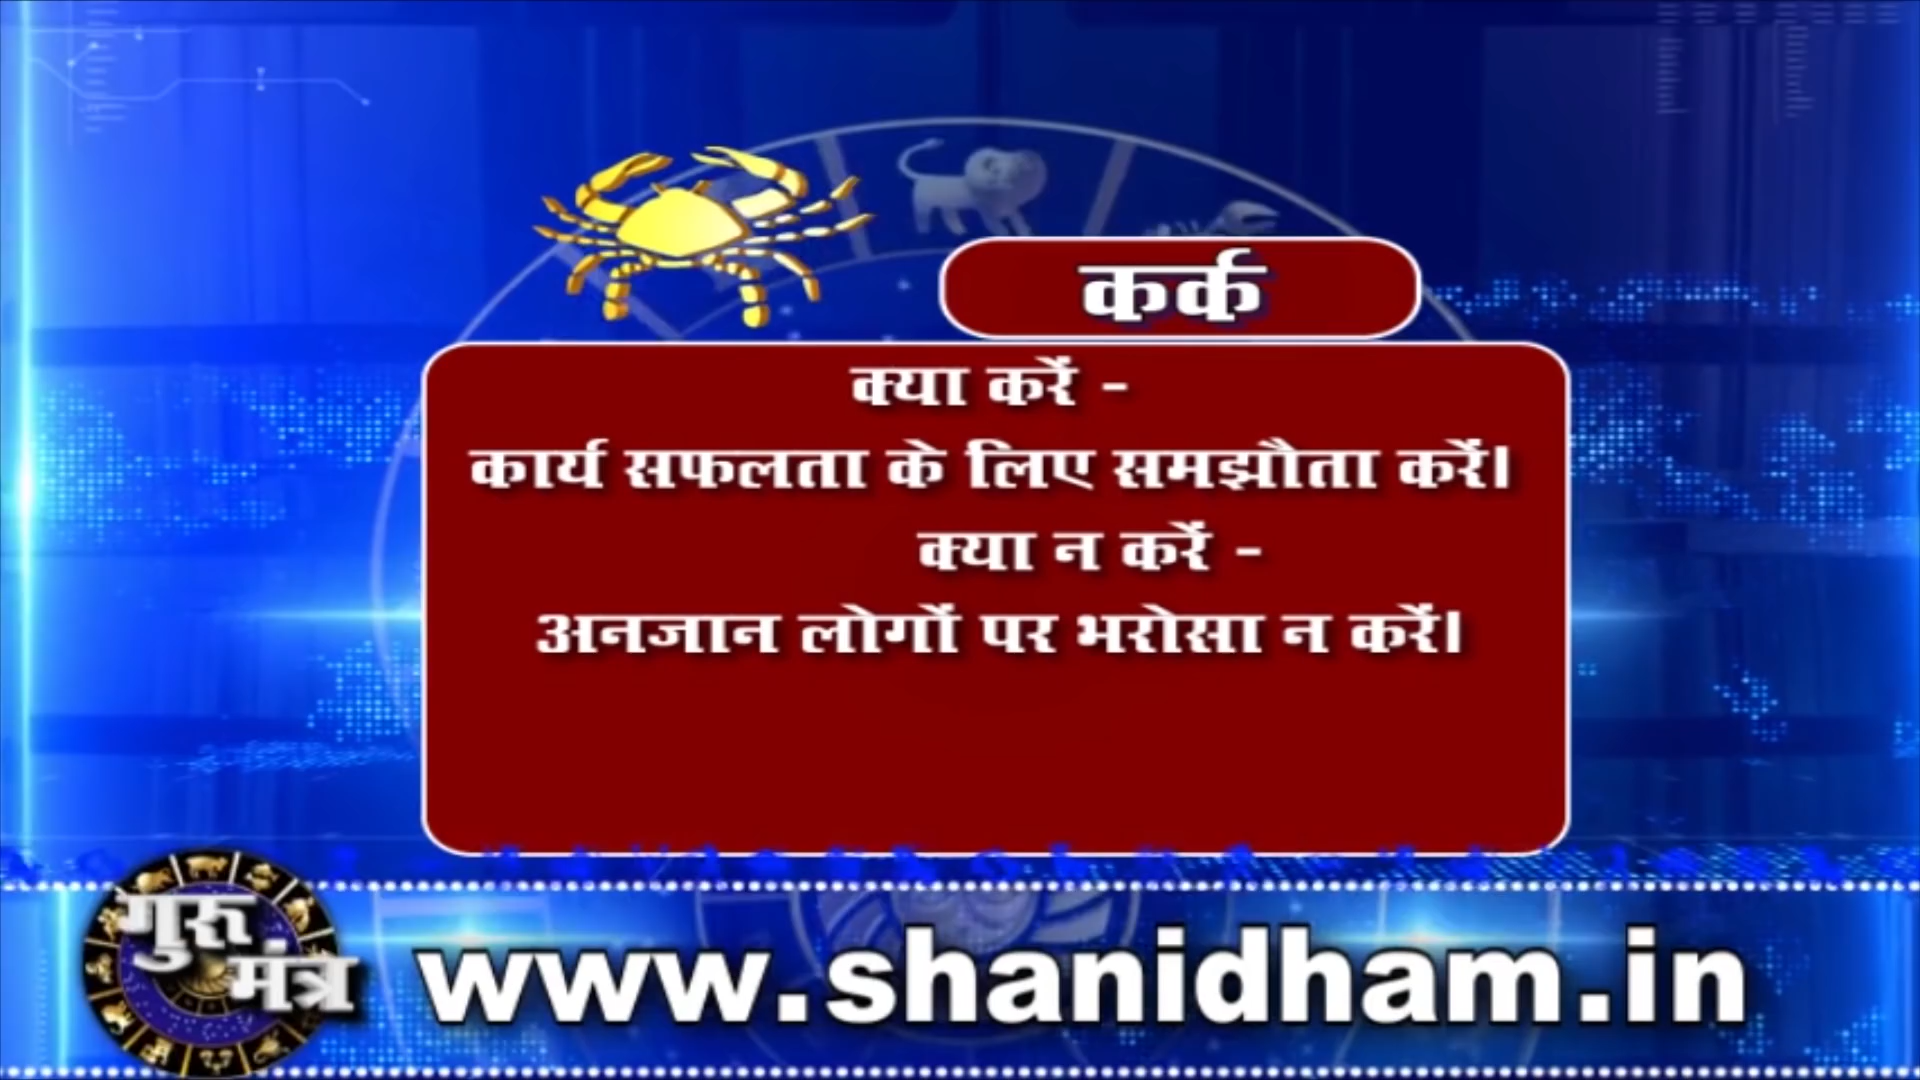 कर्क
क्या करें -
कार्य सफलता के लिए समझौता करें।
क्या न करें -
अनजान लोगों पर भरोसा न करें।
गुरू
मंत्र
www.shanidham.in